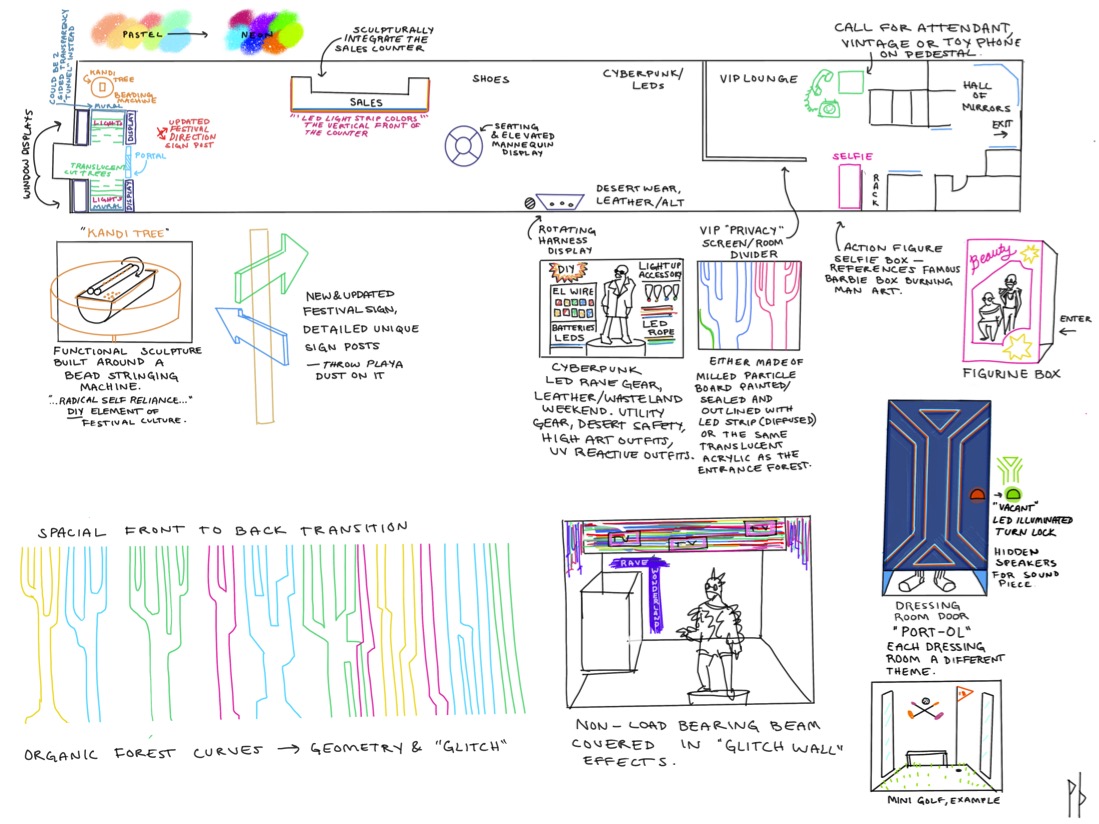 PASTEL
NEON
COULD BE 2
SIDED TRANSPARENCY
"TUNNEL" INSTEAD
KANDI
TREE
BEADING
MACHINE
MURAL
LIGHTS
DISPLAY
TRANSLUCENT
CUT TREES
LIGHTS
MURAL
DISPLAY
PORTAL
WINDOW DISPLAYS
UPDATED
FESTIVAL
DIRECTION
SIGN POST
SCULPTURALLY
INTEGRATE THE
SALES COUNTER
SALES
"LED LIGHT STRIP COLORS"
THE VERTICAL FRONT OF
THE COUNTER
SHOES
SEATING
& ELEVATED
MANNEQUIN
DISPLAY
CYBERPUNK/
LEDS
DESERT WEAR,
LEATHER/ALT
CALL FOR ATTENDANT,
VINTAGE OR TOY PHONE
ON PEDESTAL.
VIP LOUNGE
HALL
OF
MIRRORS
EXIT
SELFIE
RACK
"KANDI TREE"
FUNCTIONAL SCULPTURE
BUILT AROUND A
BEAD STRINGING
MACHINE.
"...RADICAL SELF RELIANCE..."
DIY ELEMENT OF
FESTIVAL CULTURE.
NEW & UPDATED
FESTIVAL SIGN,
DETAILED UNIQUE
SIGN POSTS
— THROW PLAYA
DUST ON IT
ROTATING
HARNESS
DISPLAY
DIY
EL WIRE
BATTERIES
LEDS
LIGHT UP
ACCESSORY
LED
ROPE
CYBERPUNK
LED RAVE GEAR,
LEATHER/WASTELAND
WEEKEND. UTILITY
GEAR, DESERT SAFETY,
HIGH ART OUTFITS,
UV REACTIVE OUTFITS.
VIP "PRIVACY"
SCREEN/ROOM
DIVIDER
EITHER MADE OF
MILLED PARTICLE
BOARD PAINTED/
SEALED AND
OUTLINED WITH
LED STRIP (DIFFUSED)
OR THE SAME
TRANSLUCENT
ACRYLIC AS THE
ENTRANCE FOREST.
ACTION FIGURE
SELFIE BOX —
REFERENCES FAMOUS
BARBIE BOX BURNING
MAN ART.
Beauty
ENTER
FIGURINE BOX
"VACANT"
LED ILLUMINATED
TURN LOCK
HIDDEN
SPEAKERS
FOR SOUND
PIECE
DRESSING
ROOM DOOR
"PORT-OL"
EACH DRESSING
ROOM A DIFFERENT
THEME.
MINI GOLF, EXAMPLE
SPACIAL FRONT TO BACK TRANSITION
ORGANIC FOREST CURVES → GEOMETRY & "GLITCH"
TV
TV
TV
RAVE
WONDERLAND
NON-LOAD BEARING BEAM
COVERED IN "GLITCH WALL"
EFFECTS.